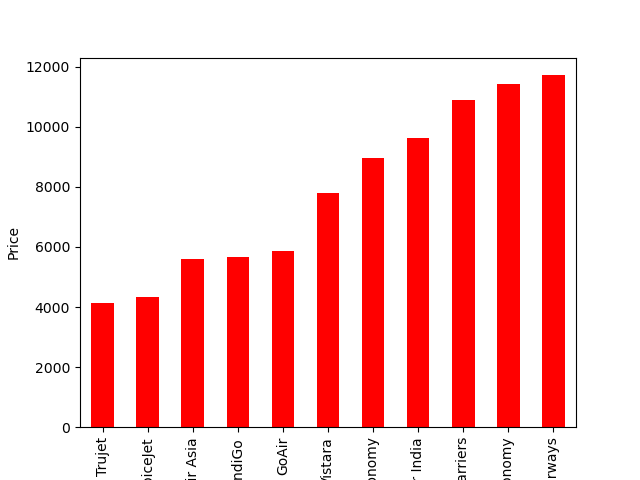 12000
10000
8000
6000
4000
2000
0
Price
Trujet
piceJet
ir Asia
ndiGo
GoAir
Vistara
onomy
r India
arriers
onomy
rways